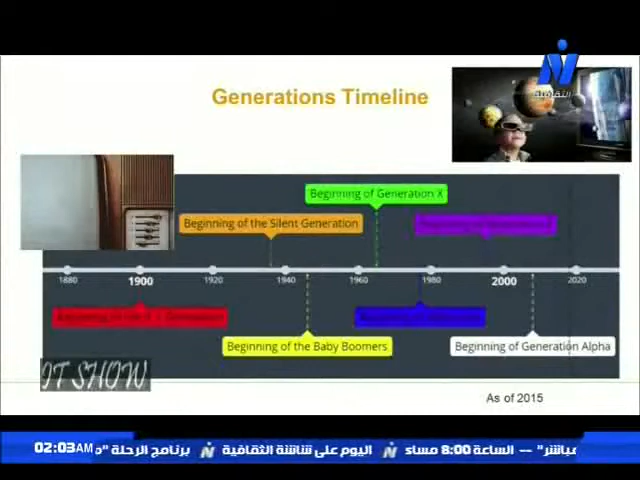 Generations Timeline
الثقافية
Beginning of Generation X
Beginning of the Silent Generation
1880
1900
1920
1940
1960
1980
2000
2020
Beginning of the Baby Boomers
Beginning of Generation Alpha
IT SHOW
As of 2015
02:03AM
مباشر" -- الساعة 8:00 مساء
اليوم على شاشة الثقافية
برنامج الرحلة